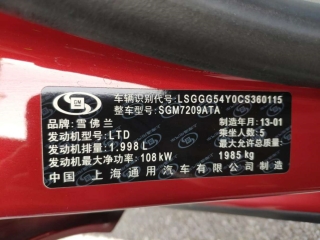 GM
车辆识别代号: LSGGG54Y0CS360115
整车型号: SGM7209ATA
品牌: 雪佛兰 制造年月: 13-01
发动机型号: LTD 乘坐人数: 5
发动机排量: 1.998 L 最大允许总质量:
发动机最大净功率: 108 kW 1985 kg
中国 上海通用汽车有限公司 制造